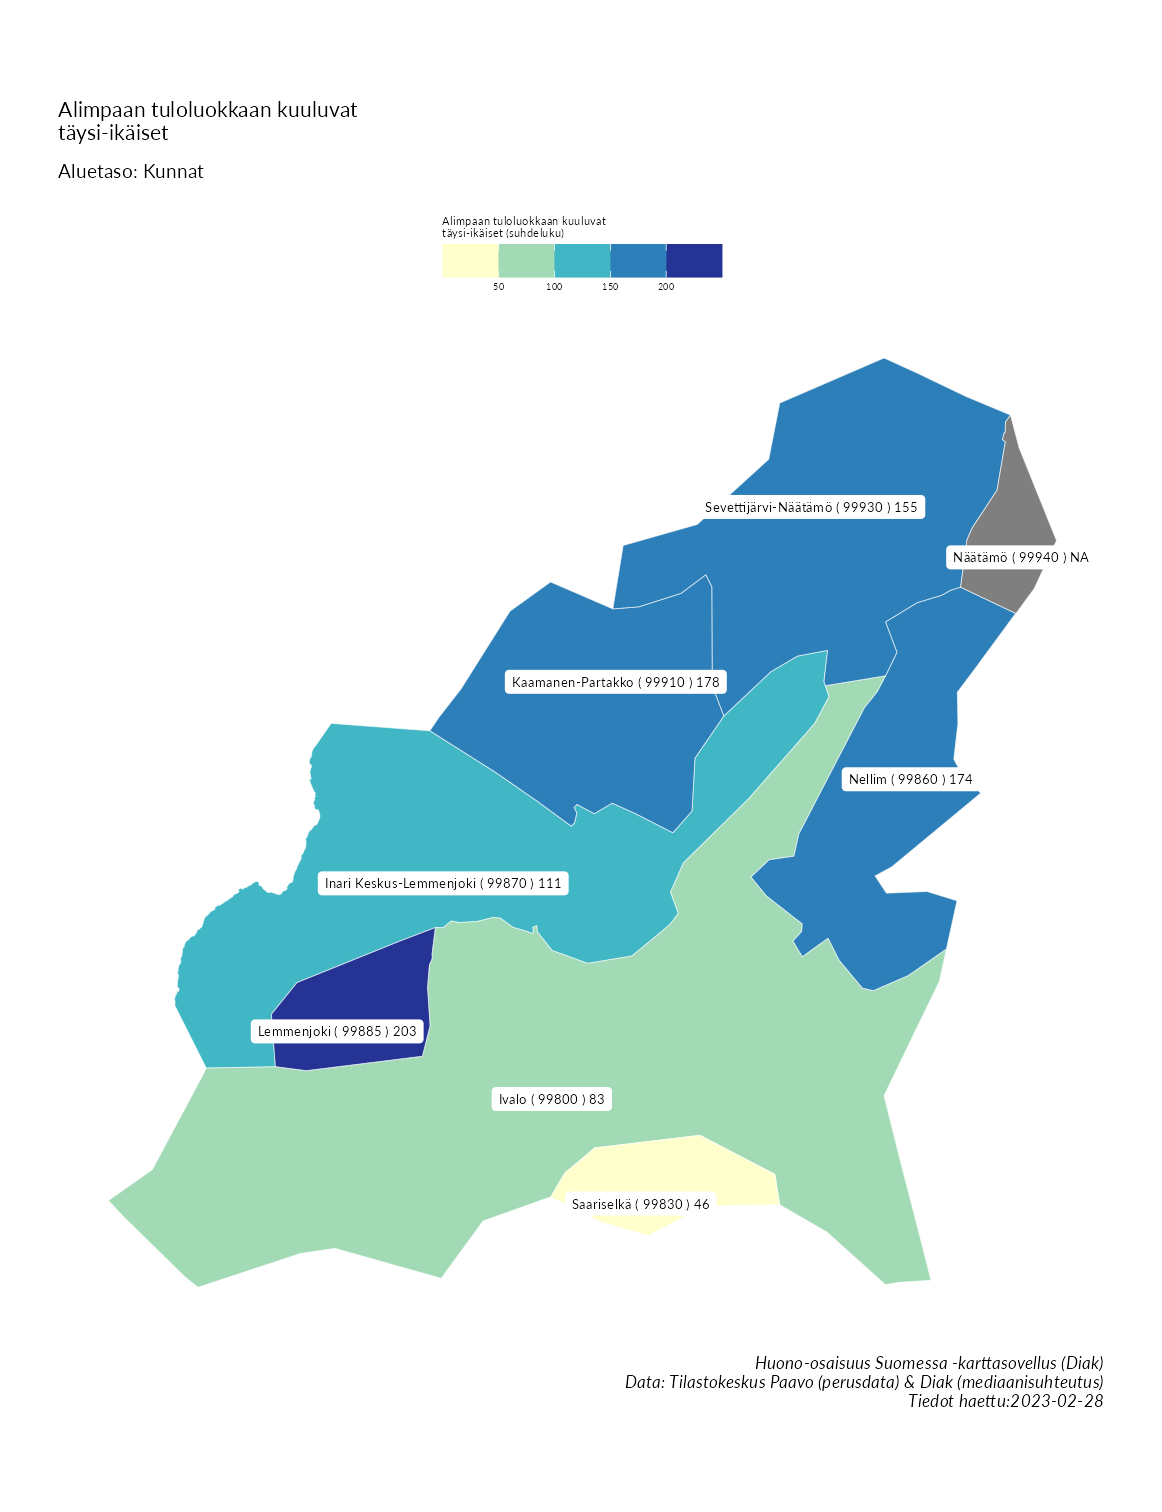 Alimpaan tuloluokkaan kuuluvat
täysi-ikäiset
Aluetaso: Kunnat
Alimpaan tuloluokkaan kuuluvat
täysi-ikäiset (suhdeluku)
50 100 150 200
Sevettijärvi-Näätämö ( 99930 ) 155
Näätämö ( 99940 ) NA
Kaamanen-Partakko ( 99910 ) 178
Nellim ( 99860 ) 174
Inari Keskus-Lemmenjoki ( 99870 ) 111
Lemmenjoki ( 99885 ) 203
Ivalo ( 99800 ) 83
Saariselkä ( 99830 ) 46
Huono-osaisuus Suomessa -karttasovellus (Diak)
Data: Tilastokeskus Paavo (perusdata) & Diak (mediaanisuhteutus)
Tiedot haettu:2023-02-28